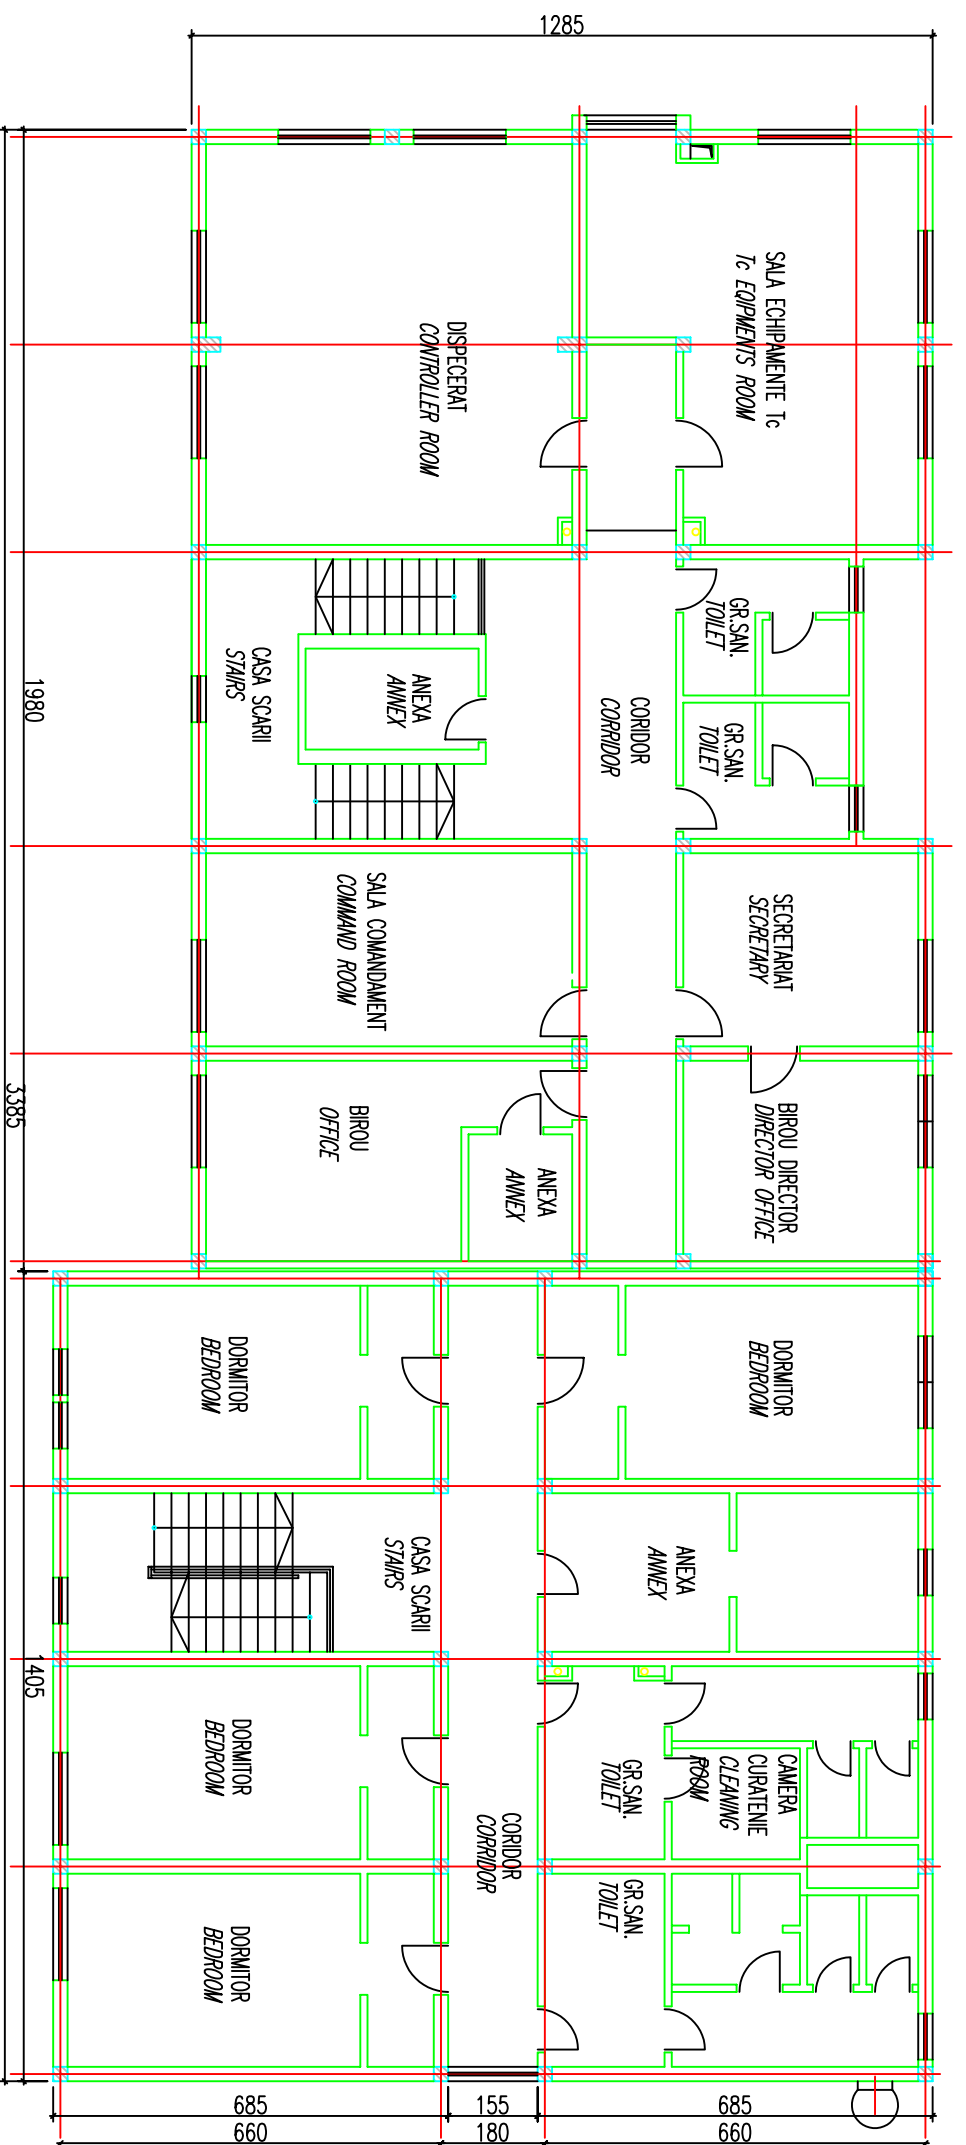 1285
SALA ECHIPAMENTE Tc
Tc EQIPMENTS ROOM
DISPECERAT
CONTROLLER ROOM
GR.SAN.
TOILET
GR.SAN.
TOILET
CORIDOR
CORRIDOR
ANEXA
ANNEX
CASA SCARII
STAIRS
1980
SECRETARIAT
SECRETARY
SALA COMANDAMENT
COMMAND ROOM
BIROU DIRECTOR
DIRECTOR OFFICE
ANEXA
ANNEX
BIROU
OFFICE
3385
DORMITOR
BEDROOM
DORMITOR
BEDROOM
ANEXA
ANNEX
CASA SCARII
STAIRS
1405
CAMERA
CURATENIE
CLEANING
ROOM
GR.SAN.
TOILET
DORMITOR
BEDROOM
CORIDOR
CORRIDOR
GR.SAN.
TOILET
DORMITOR
BEDROOM
685
155
685
660
180
660